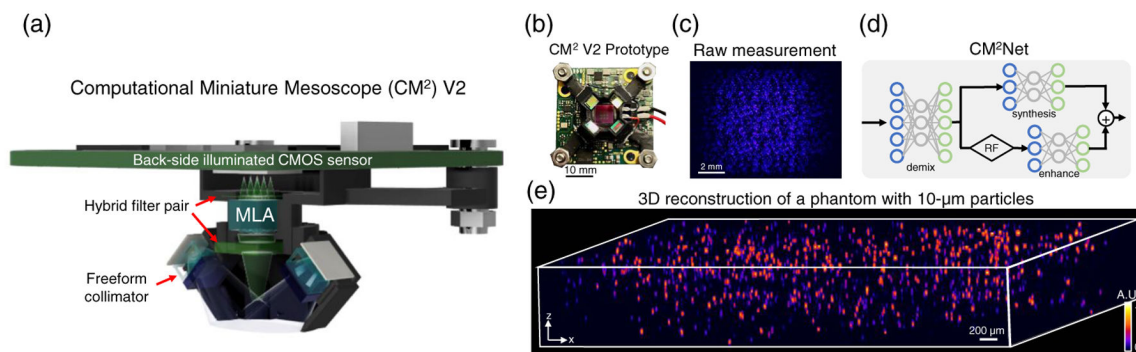 (a)
Computational Miniature Mesoscope (CM²) V2
Back-side illuminated CMOS sensor
Hybrid filter pair
MLA
Freeform
collimator
(b)
CM² V2 Prototype
10 mm
(c)
Raw measurement
2 mm
(d)
CM²Net
demix
synthesis
RF
enhance
+
(e)
3D reconstruction of a phantom with 10-μm particles
z
x
200 μm
A.U